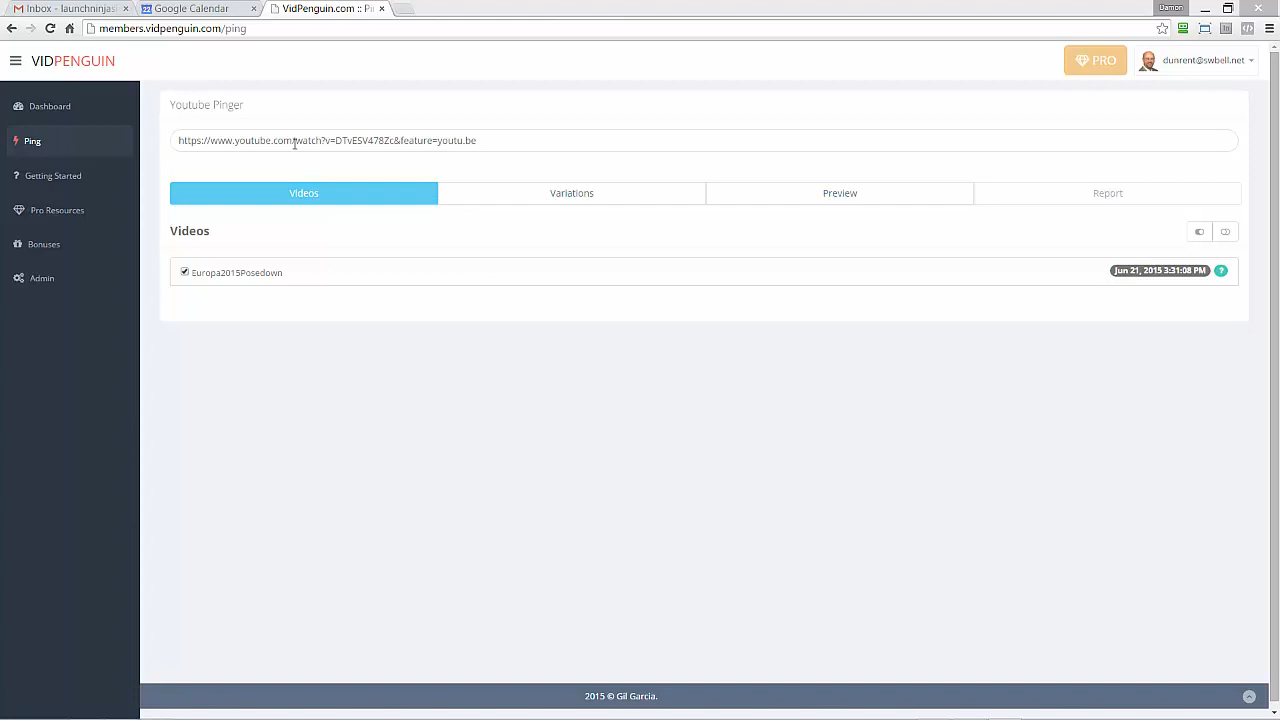 Inbox - launchninjas
Google Calendar
VidPenguin.com :: Pi
Damon
members.vidpenguin.com/ping
VIDPENGUIN
PRO
dunrent@swbell.net
Dashboard
Ping
Getting Started
Pro Resources
Bonuses
Admin
Youtube Pinger
https://www.youtube.com/watch?v=DTvESV478Zc&feature=youtu.be
Videos
Variations
Preview
Report
Videos
Europa2015Posedown
Jun 21, 2015 3:31:08 PM
?
2015 © Gil Garcia.